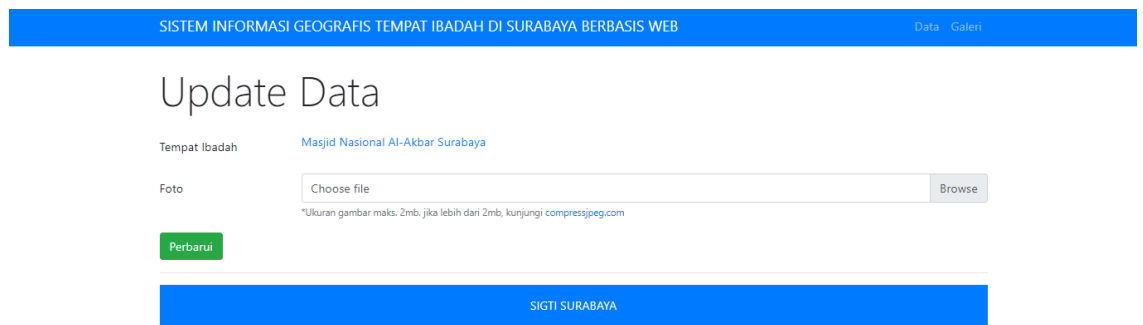 SISTEM INFORMASI GEOGRAFIS TEMPAT IBADAH DI SURABAYA BERBASIS WEB Data Galeri
Update Data
Tempat Ibadah Masjid Nasional Al-Akbar Surabaya
Foto Choose file Browse
*Ukuran gambar maks. 2mb. jika lebih dari 2mb, kunjungi compressjpeg.com
Perbarui
SIGTI SURABAYA